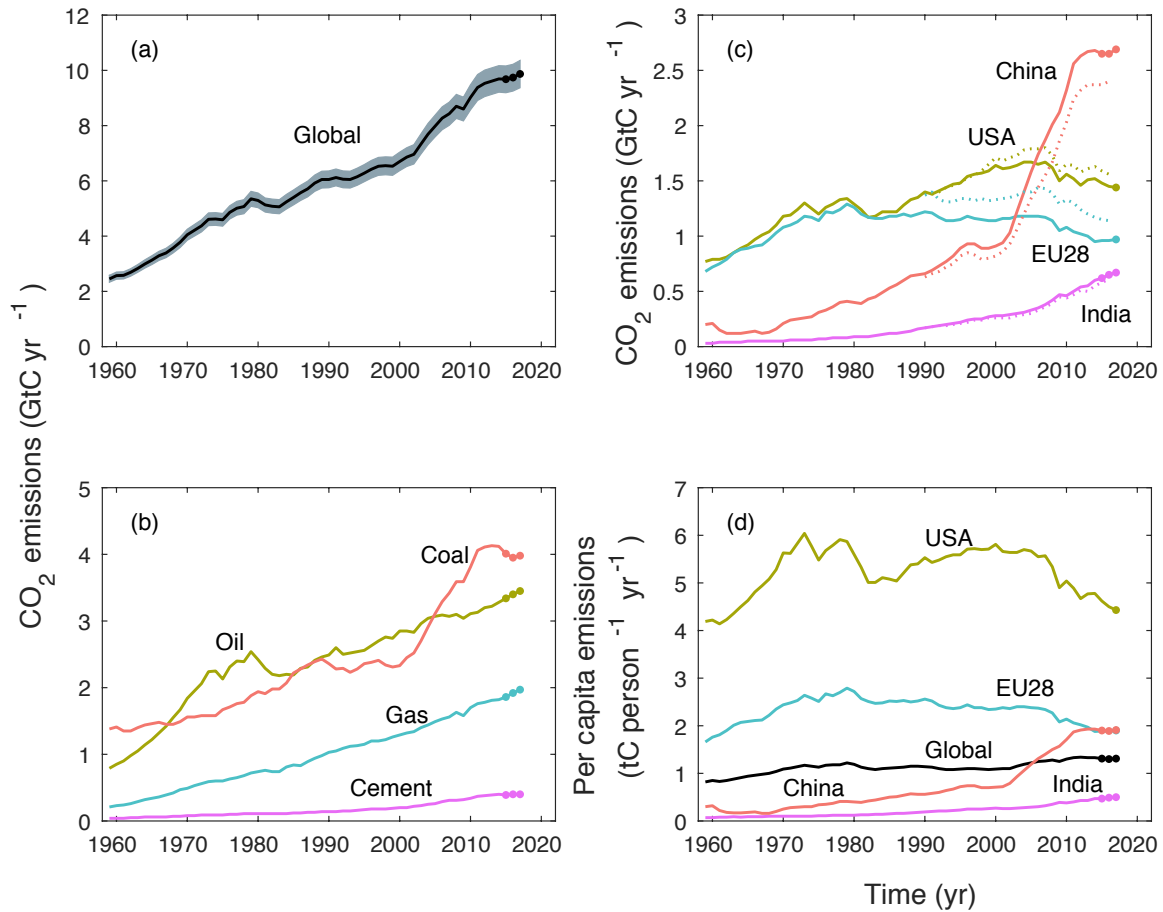 (a)
Global
12
10
8
6
4
2
0
1960 1970 1980 1990 2000 2010 2020
(c)
China
USA
EU28
India
3
2.5
2
1.5
1
0.5
0
1960 1970 1980 1990 2000 2010 2020
CO2 emissions (GtC yr -1)
CO2 emissions (GtC yr -1)
(b)
Coal
Oil
Gas
Cement
5
4
3
2
1
0
1960 1970 1980 1990 2000 2010 2020
(d)
USA
EU28
Global
China
India
7
6
5
4
3
2
1
0
1960 1970 1980 1990 2000 2010 2020
Per capita emissions
(tC person -1 yr -1)
Time (yr)